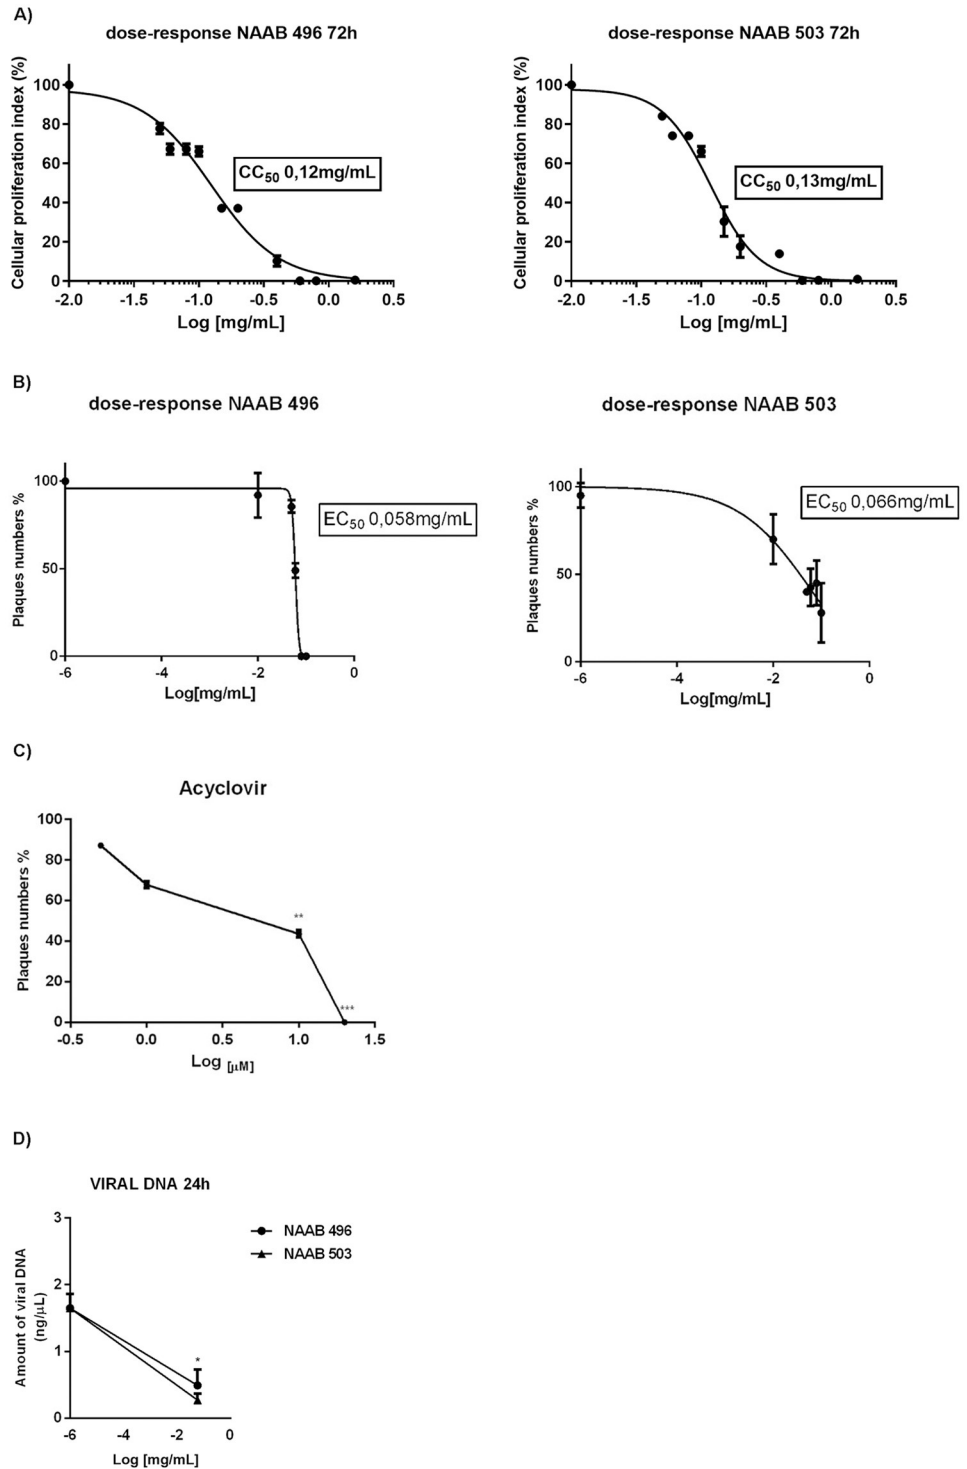 A)
dose-response NAAB 496 72h
Cellular proliferation index (%)
100
80
60
40
20
0
CC50 0,12mg/mL
-2.0 -1.5 -1.0 -0.5 0.0 0.5
Log [mg/mL]
dose-response NAAB 503 72h
Cellular proliferation index (%)
100
80
60
40
20
0
CC50 0,13mg/mL
-2.0 -1.5 -1.0 -0.5 0.0 0.5
Log [mg/mL]
B)
dose-response NAAB 496
Plaques numbers %
100
50
0
EC50 0,058mg/mL
-6 -4 -2 0
Log[mg/mL]
dose-response NAAB 503
Plaques numbers %
100
50
0
EC50 0,066mg/mL
-6 -4 -2 0
Log[mg/mL]
C)
Acyclovir
Plaques numbers %
100
80
60
40
20
0
**
***
-0.5 0.0 0.5 1.0 1.5
Log [μM]
D)
VIRAL DNA 24h
Amount of viral DNA
(ng/μL)
3
2
1
0
*
NAAB 496
NAAB 503
-6 -4 -2 0
Log [mg/mL]